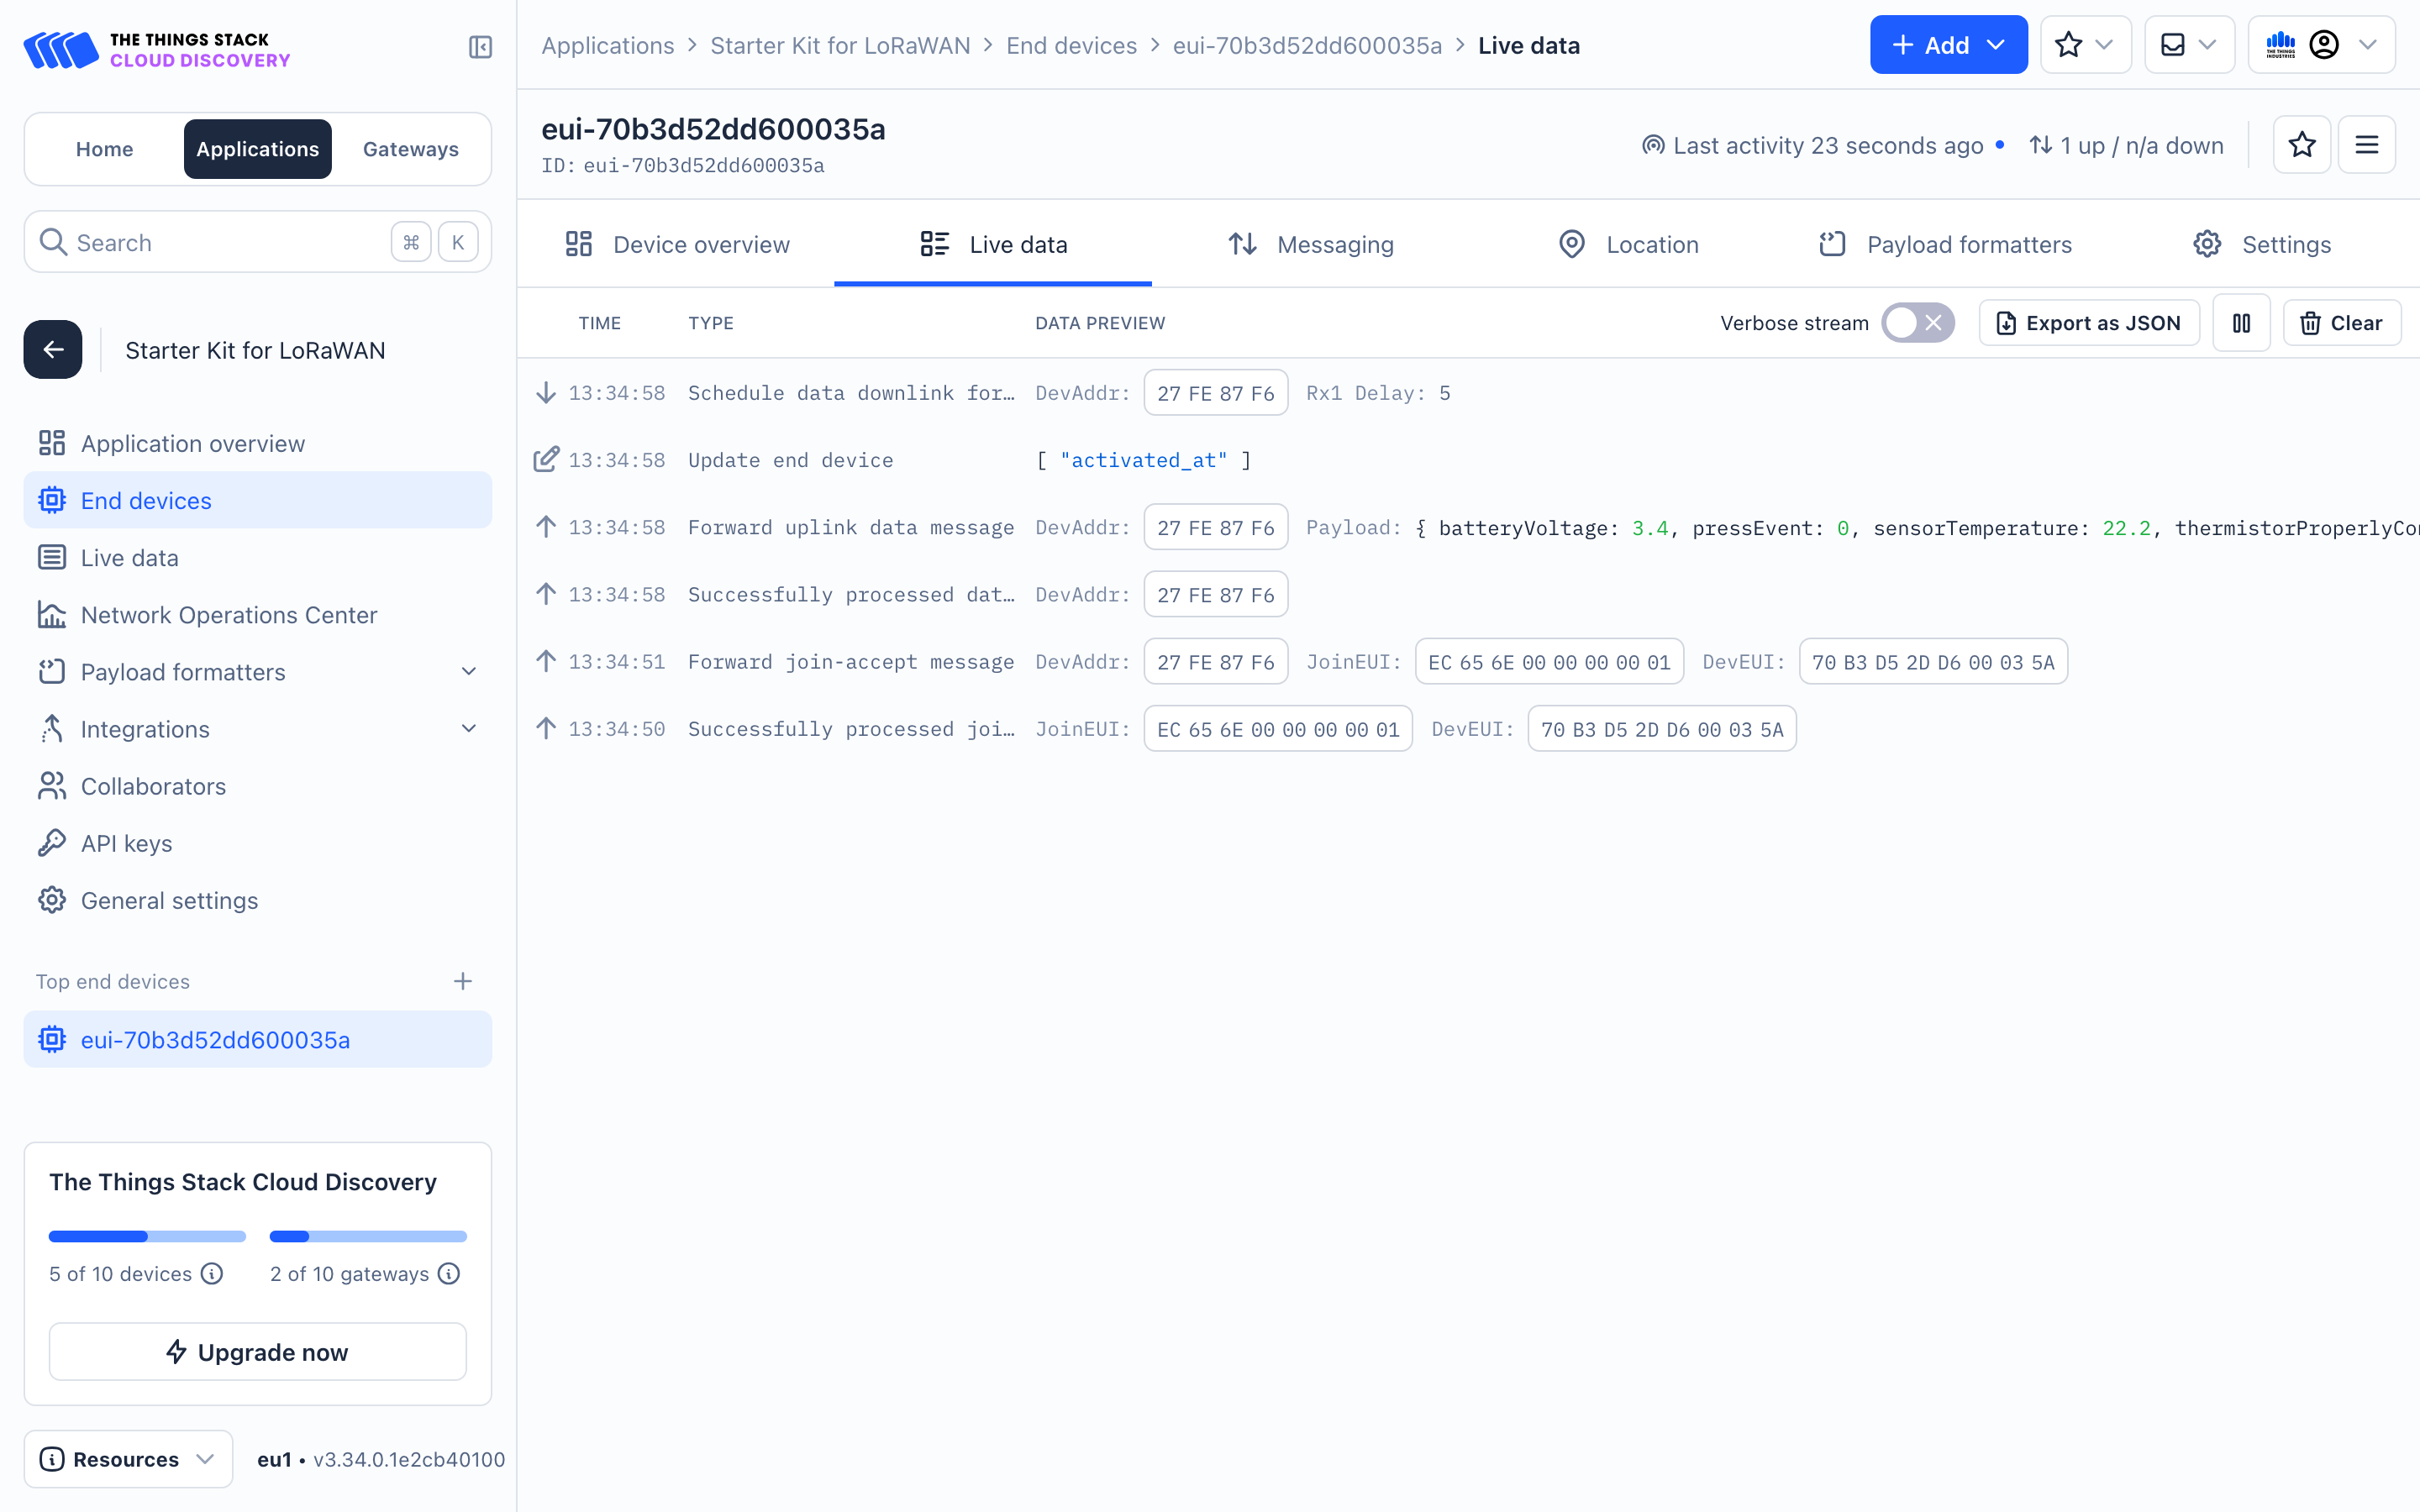 THE THINGS STACK
CLOUD DISCOVERY
Applications > Starter Kit for LoRaWAN > End devices > eui-70b3d52dd600035a > Live data
+ Add
THE THINGS INDUSTRIES
Home Applications Gateways
Search ⌘ K
Starter Kit for LoRaWAN
Application overview
End devices
Live data
Network Operations Center
Payload formatters
Integrations
Collaborators
API keys
General settings
Top end devices +
eui-70b3d52dd600035a
The Things Stack Cloud Discovery
5 of 10 devices 2 of 10 gateways
Upgrade now
Resources eu1 • v3.34.0.1e2cb40100
eui-70b3d52dd600035a
ID: eui-70b3d52dd600035a
Last activity 23 seconds ago • 1 up / n/a down
Device overview Live data Messaging Location Payload formatters Settings
TIME TYPE DATA PREVIEW Verbose stream Export as JSON Clear
13:34:58 Schedule data downlink for… DevAddr: 27 FE 87 F6 Rx1 Delay: 5
13:34:58 Update end device [ "activated_at" ]
13:34:58 Forward uplink data message DevAddr: 27 FE 87 F6 Payload: { batteryVoltage: 3.4, pressEvent: 0, sensorTemperature: 22.2, thermistorProperlyCo
13:34:58 Successfully processed dat… DevAddr: 27 FE 87 F6
13:34:51 Forward join-accept message DevAddr: 27 FE 87 F6 JoinEUI: EC 65 6E 00 00 00 00 01 DevEUI: 70 B3 D5 2D D6 00 03 5A
13:34:50 Successfully processed joi… JoinEUI: EC 65 6E 00 00 00 00 01 DevEUI: 70 B3 D5 2D D6 00 03 5A